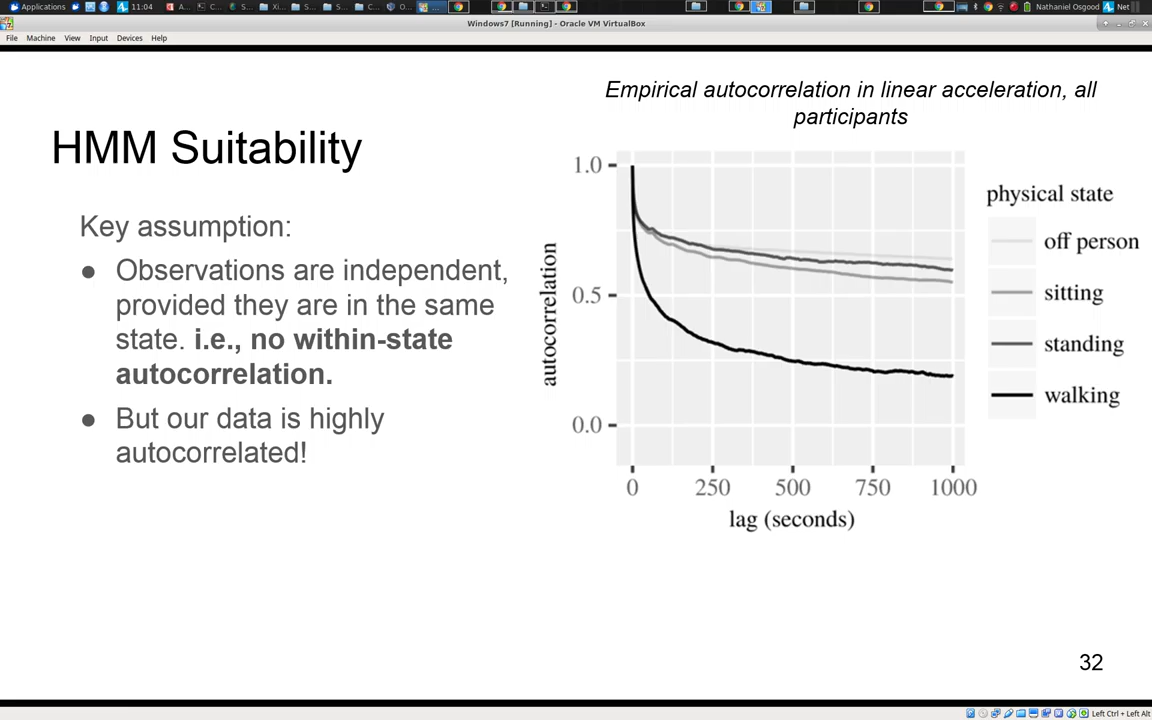 Applications
11:04
A...
C...
S...
Xi...
S...
S...
C...
O...
Nathaniel Osgood
Net
Windows7 [Running] - Oracle VM VirtualBox
File Machine View Input Devices Help
Empirical autocorrelation in linear acceleration, all
participants
HMM Suitability
Key assumption:
● Observations are independent,
provided they are in the same
state. i.e., no within-state
autocorrelation.
● But our data is highly
autocorrelated!
autocorrelation
1.0
0.5
0.0
0 250 500 750 1000
lag (seconds)
physical state
off person
sitting
standing
walking
32
Left Ctrl + Left Alt